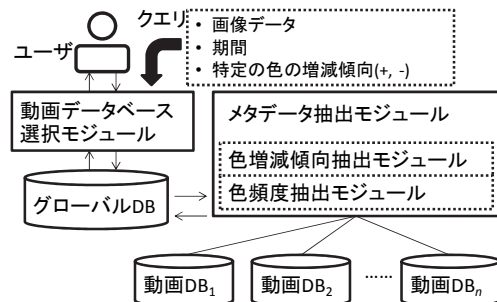 クエリ
・ 画像データ
・ 期間
・ 特定の色の増減傾向(+, -)
ユーザ
動画データベース
選択モジュール
メタデータ抽出モジュール
色増減傾向抽出モジュール
色頻度抽出モジュール
グローバルDB
動画DB1
動画DB2
……
動画DBn